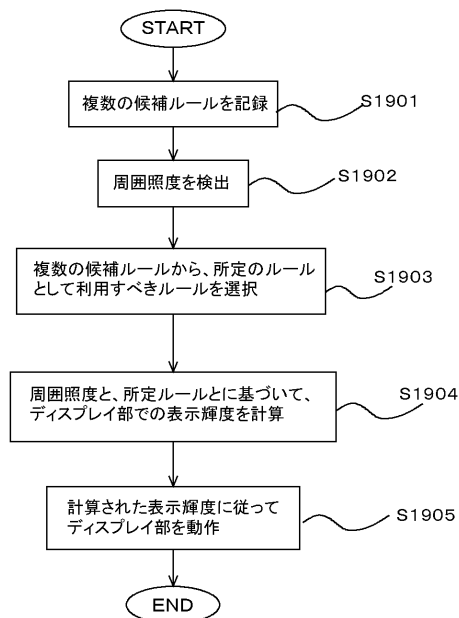 START
複数の候補ルールを記録
S1901
周囲照度を検出
S1902
複数の候補ルールから、所定のルール
として利用すべきルールを選択
S1903
周囲照度と、所定ルールとに基づいて、
ディスプレイ部での表示輝度を計算
S1904
計算された表示輝度に従って
ディスプレイ部を動作
S1905
END